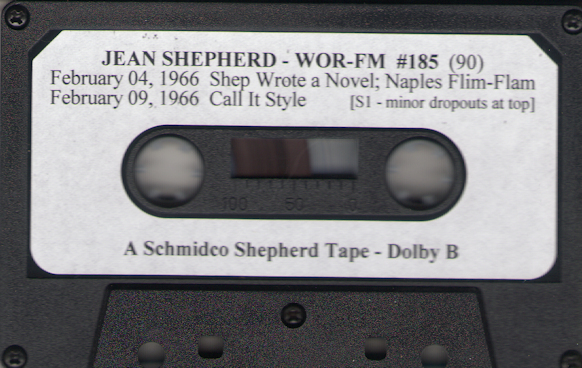 JEAN SHEPHERD - WOR-FM #185 (90)
February 04, 1966 Shep Wrote a Novel; Naples Flim-Flam
February 09, 1966 Call It Style [S1 - minor dropouts at top]
100 50 0
A Schmidco Shepherd Tape - Dolby B